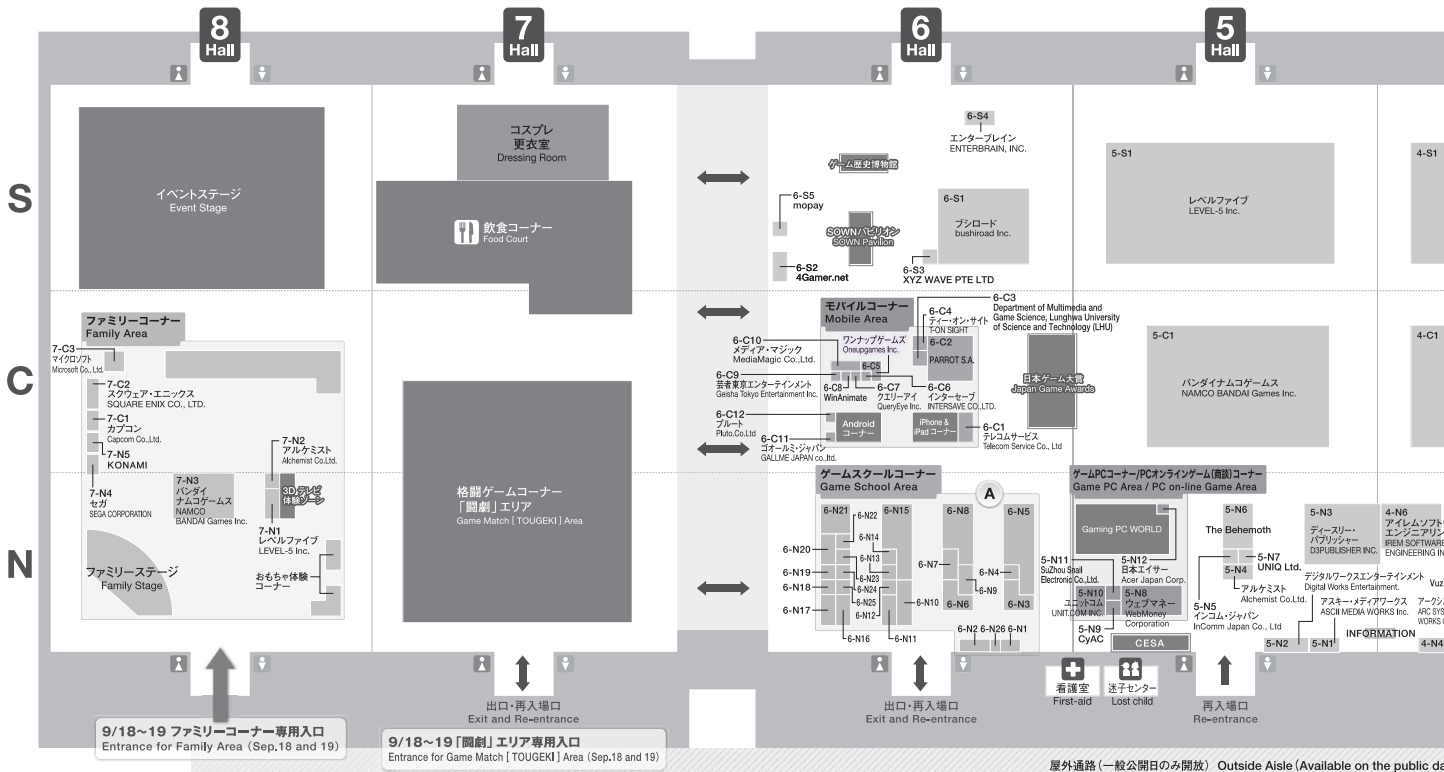 8
Hall
7
Hall
6
Hall
5
Hall
S
C
N
イベントステージ
Event Stage
コスプレ
更衣室
Dressing Room
飲食コーナー
Food Court
6-S4
エンターブレイン
ENTERBRAIN, INC.
ゲーム歴史博物館
6-S5
mopay
SOWNパビリオン
SOWN Pavilion
6-S1
ブシロード
bushiroad Inc.
6-S2
4Gamer.net
6-S3
XYZ WAVE PTE LTD
5-S1
レベルファイブ
LEVEL-5 Inc.
4-S1
ファミリーコーナー
Family Area
7-C3
マイクロソフト
Microsoft Co., Ltd.
7-C2
スクウェア・エニックス
SQUARE ENIX CO., LTD.
7-C1
カプコン
Capcom Co.,Ltd.
7-N5
KONAMI
7-N4
セガ
SEGA CORPORATION
7-N3
バンダイ
ナムコゲームス
NAMCO
BANDAI Games Inc.
7-N2
アルケミスト
Alchemist Co.Ltd.
3Dテレビ
体験ゾーン
7-N1
レベルファイブ
LEVEL-5 Inc.
おもちゃ体験
コーナー
ファミリーステージ
Family Stage
格闘ゲームコーナー
「闘劇」エリア
Game Match [ TOUGEKI ] Area
モバイルコーナー
Mobile Area
6-C3
Department of Multimedia and
Game Science, Lunghwa University
of Science and Technology (LHU)
6-C4
ティー・オン・サイト
T-ON SIGHT
6-C10
メディア・マジック
MediaMagic Co.,Ltd.
ワンナップゲームズ
Oneupgames Inc.
6-C5
6-C2
PARROT S.A.
6-C9
芸者東京エンターテインメント
Geisha Tokyo Entertainment Inc.
6-C8
WinAnimate
6-C7
クエリーアイ
QueryEye Inc.
6-C6
インターセーブ
INTERSAVE CO.,LTD.
6-C12
プルート
Pluto.Co.Ltd
6-C11
ゴオールミ・ジャパン
GALLME JAPAN co.,ltd.
Android
コーナー
iPhone &
iPad コーナー
6-C1
テレコムサービス
Telecom Service Co., Ltd
日本ゲーム大賞
Japan Game Awards
5-C1
バンダイナムコゲームス
NAMCO BANDAI Games Inc.
4-C1
ゲームスクールコーナー
Game School Area
A
6-N21
6-N22
6-N15
6-N14
6-N13
6-N20
6-N19
6-N23
6-N18
6-N24
6-N25
6-N17
6-N12
6-N10
6-N16
6-N11
6-N8
6-N5
6-N7
6-N4
6-N9
6-N6
6-N3
6-N2
6-N26
6-N1
ゲームPCコーナー/PCオンラインゲーム(商談)コーナー
Game PC Area / PC on-line Game Area
Gaming PC WORLD
5-N11
SuZhou Snail
Electronic Co.,Ltd.
5-N12
日本エイサー
Acer Japan Corp.
5-N10
ユニットコム
UNIT.COM INC.
5-N8
ウェブマネー
WebMoney
Corporation
5-N9
CyAC
CESA
5-N6
The Behemoth
5-N7
UNIQ Ltd.
5-N4
アルケミスト
Alchemist Co.,Ltd.
5-N5
インコム・ジャパン
InComm Japan Co., Ltd
5-N3
ディースリー・
パブリッシャー
D3PUBLISHER INC.
4-N6
アイレムソフト
エンジニアリン
IREM SOFTWARE
ENGINEERING IN
デジタルワークスエンターテイメント
Digital Works Entertainment.
Vuz
アスキー・メディアワークス
ASCII MEDIA WORKS Inc.
アークシ
ARC SYS
WORKS C
INFORMATION
5-N2
5-N1
4-N4
看護室
First-aid
迷子センター
Lost child
出口・再入場口
Exit and Re-entrance
出口・再入場口
Exit and Re-entrance
再入場口
Re-entrance
9/18~19 ファミリーコーナー専用入口
Entrance for Family Area (Sep.18 and 19)
9/18~19「闘劇」エリア専用入口
Entrance for Game Match [ TOUGEKI ] Area (Sep.18 and 19)
屋外通路(一般公開日のみ開放) Outside Aisle (Available on the public da